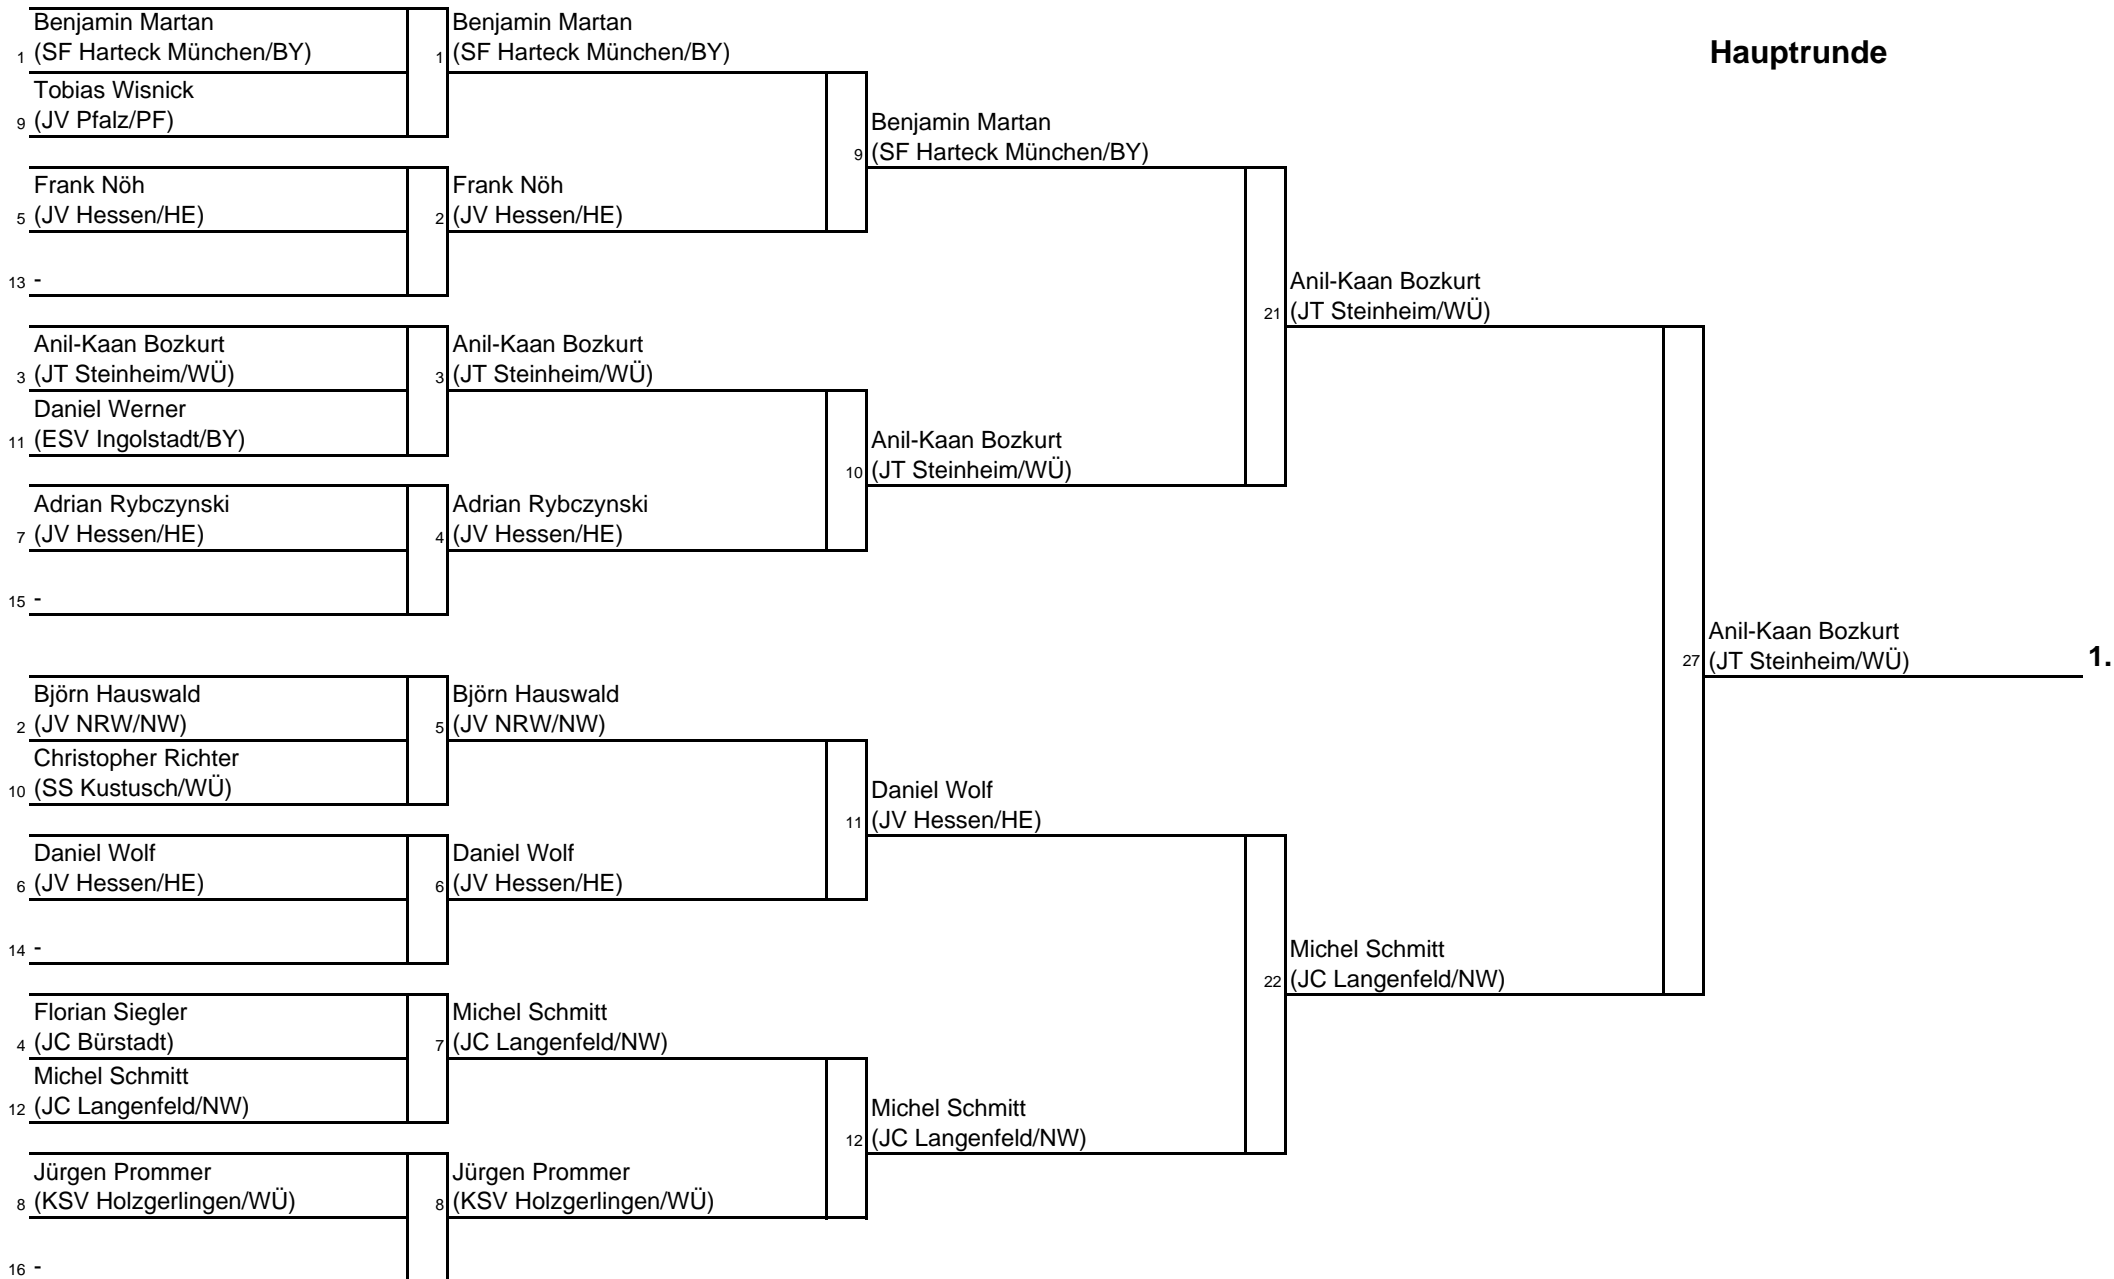 Hauptrunde
Benjamin Martan
1 (SF Harteck München/BY)
Tobias Wisnick
9 (JV Pfalz/PF)
Frank Nöh
5 (JV Hessen/HE)
13 -
Anil-Kaan Bozkurt
3 (JT Steinheim/WÜ)
Daniel Werner
11 (ESV Ingolstadt/BY)
Adrian Rybczynski
7 (JV Hessen/HE)
15 -
Björn Hauswald
2 (JV NRW/NW)
Christopher Richter
10 (SS Kustusch/WÜ)
Daniel Wolf
6 (JV Hessen/HE)
14 -
Florian Siegler
4 (JC Bürstadt)
Michel Schmitt
12 (JC Langenfeld/NW)
Jürgen Prommer
8 (KSV Holzgerlingen/WÜ)
16 -
Benjamin Martan
1 (SF Harteck München/BY)
Frank Nöh
2 (JV Hessen/HE)
Anil-Kaan Bozkurt
3 (JT Steinheim/WÜ)
Adrian Rybczynski
4 (JV Hessen/HE)
Björn Hauswald
5 (JV NRW/NW)
Daniel Wolf
6 (JV Hessen/HE)
Michel Schmitt
7 (JC Langenfeld/NW)
Jürgen Prommer
8 (KSV Holzgerlingen/WÜ)
Benjamin Martan
9 (SF Harteck München/BY)
Anil-Kaan Bozkurt
10 (JT Steinheim/WÜ)
Daniel Wolf
11 (JV Hessen/HE)
Michel Schmitt
12 (JC Langenfeld/NW)
Anil-Kaan Bozkurt
21 (JT Steinheim/WÜ)
Michel Schmitt
22 (JC Langenfeld/NW)
Anil-Kaan Bozkurt
27 (JT Steinheim/WÜ) 1.